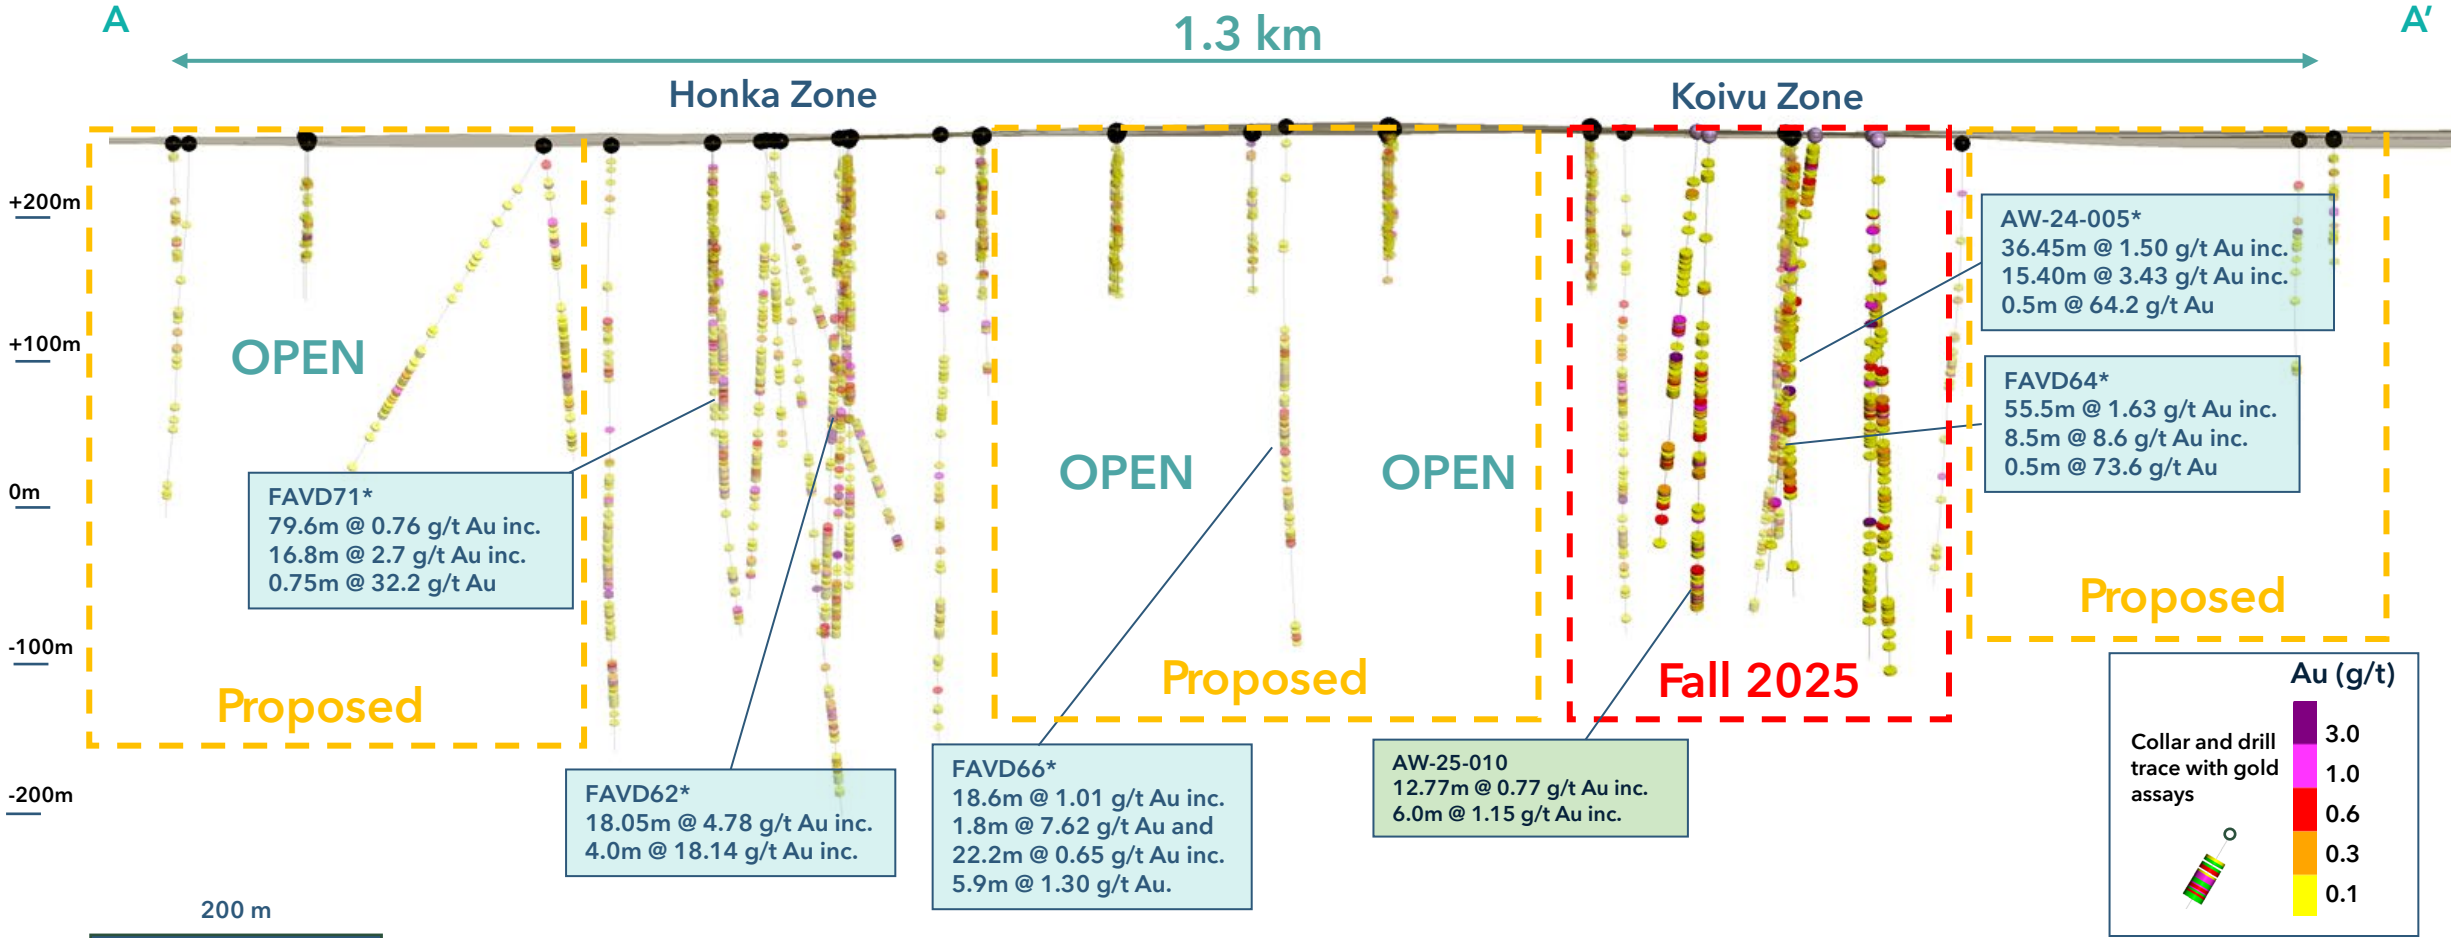 A
A'
1.3 km
Honka Zone
Koivu Zone
+200m
+100m
0m
-100m
-200m
OPEN
OPEN
OPEN
AW-24-005*
36.45m @ 1.50 g/t Au inc.
15.40m @ 3.43 g/t Au inc.
0.5m @ 64.2 g/t Au
FAVD64*
55.5m @ 1.63 g/t Au inc.
8.5m @ 8.6 g/t Au inc.
0.5m @ 73.6 g/t Au
FAVD71*
79.6m @ 0.76 g/t Au inc.
16.8m @ 2.7 g/t Au inc.
0.75m @ 32.2 g/t Au
Proposed
Proposed
Fall 2025
Proposed
FAVD62*
18.05m @ 4.78 g/t Au inc.
4.0m @ 18.14 g/t Au inc.
FAVD66*
18.6m @ 1.01 g/t Au inc.
1.8m @ 7.62 g/t Au and
22.2m @ 0.65 g/t Au inc.
5.9m @ 1.30 g/t Au.
AW-25-010
12.77m @ 0.77 g/t Au inc.
6.0m @ 1.15 g/t Au inc.
Au (g/t)
Collar and drill
trace with gold
assays
3.0
1.0
0.6
0.3
0.1
200 m